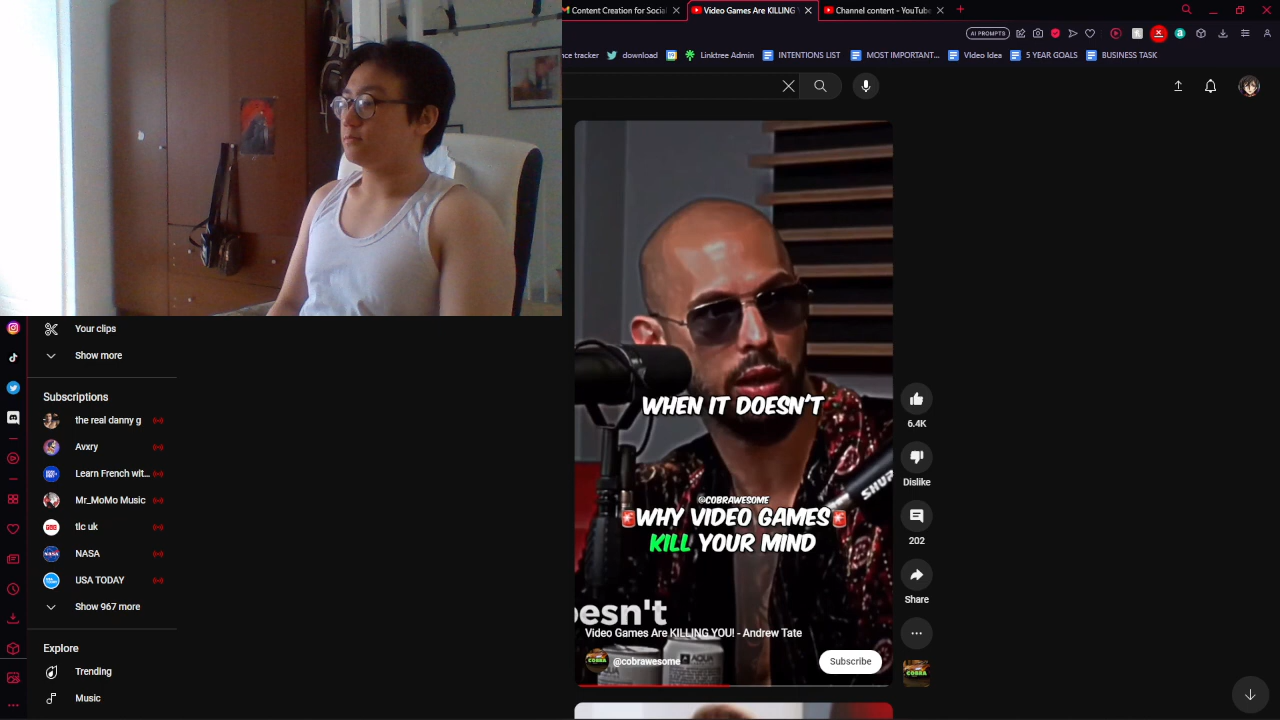 Content Creation for Social
Video Games Are KILLING Y
Channel content - YouTube
AI PROMPTS
nce tracker
download
Linktree Admin
INTENTIONS LIST
MOST IMPORTANT...
VIdeo Idea
5 YEAR GOALS
BUSINESS TASK
WHEN IT DOESN'T
@COBRAWESOME
🚨WHY VIDEO GAMES🚨
KILL YOUR MIND
SHURE
esn't
Video Games Are KILLING YOU! - Andrew Tate
@cobrawesome
Subscribe
6.4K
Dislike
202
Share
Your clips
Show more
Subscriptions
the real danny g
Avxry
Learn French wit...
Mr_MoMo Music
tlc uk
NASA
USA TODAY
Show 967 more
Explore
Trending
Music